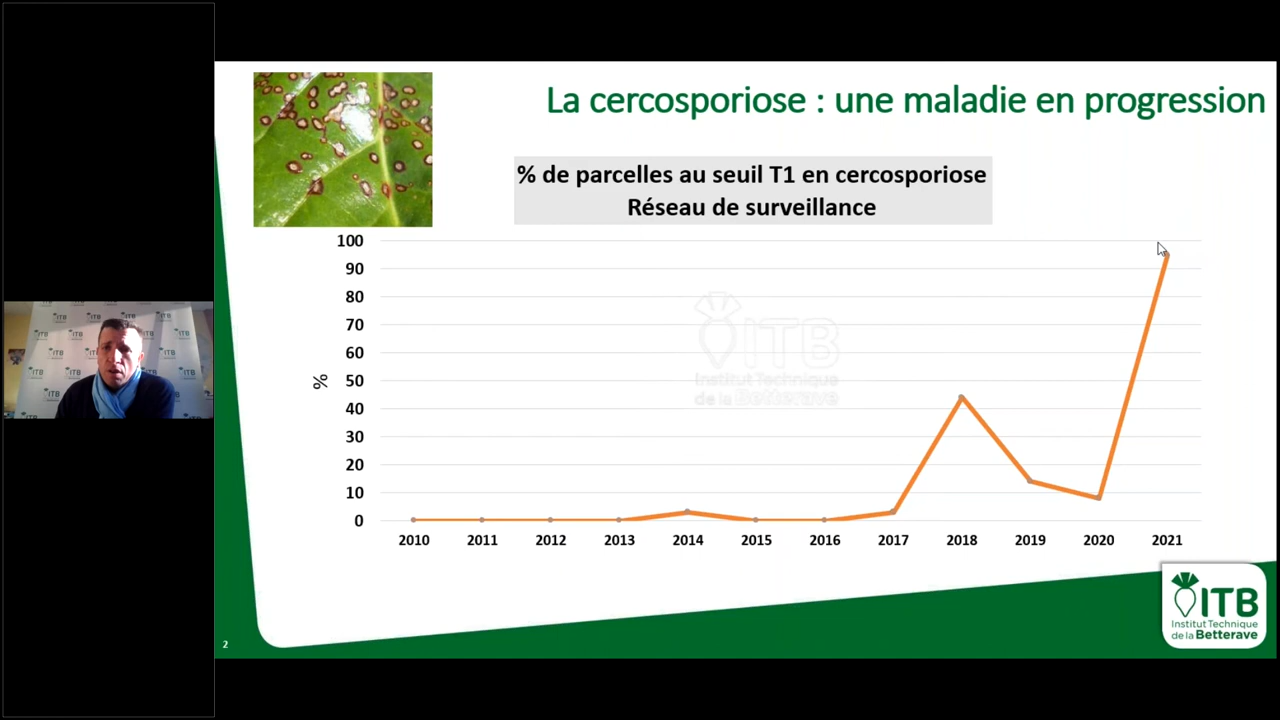 La cercosporiose : une maladie en progression
% de parcelles au seuil T1 en cercosporiose
Réseau de surveillance
100
90
80
70
60
50
40
30
20
10
0
%
2010 2011 2012 2013 2014 2015 2016 2017 2018 2019 2020 2021
ITB
Institut Technique
de la Betterave
ITB
Institut Technique
de la Betterave
2
ITB